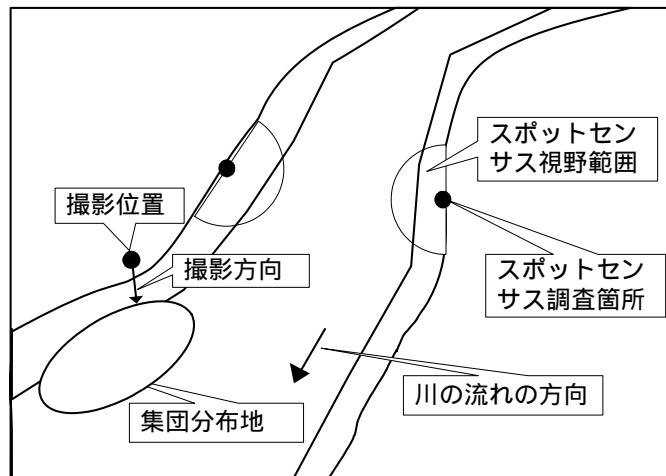 スポットセン
サス視野範囲
撮影位置
撮影方向
スポットセン
サス調査箇所
川の流れの方向
集団分布地